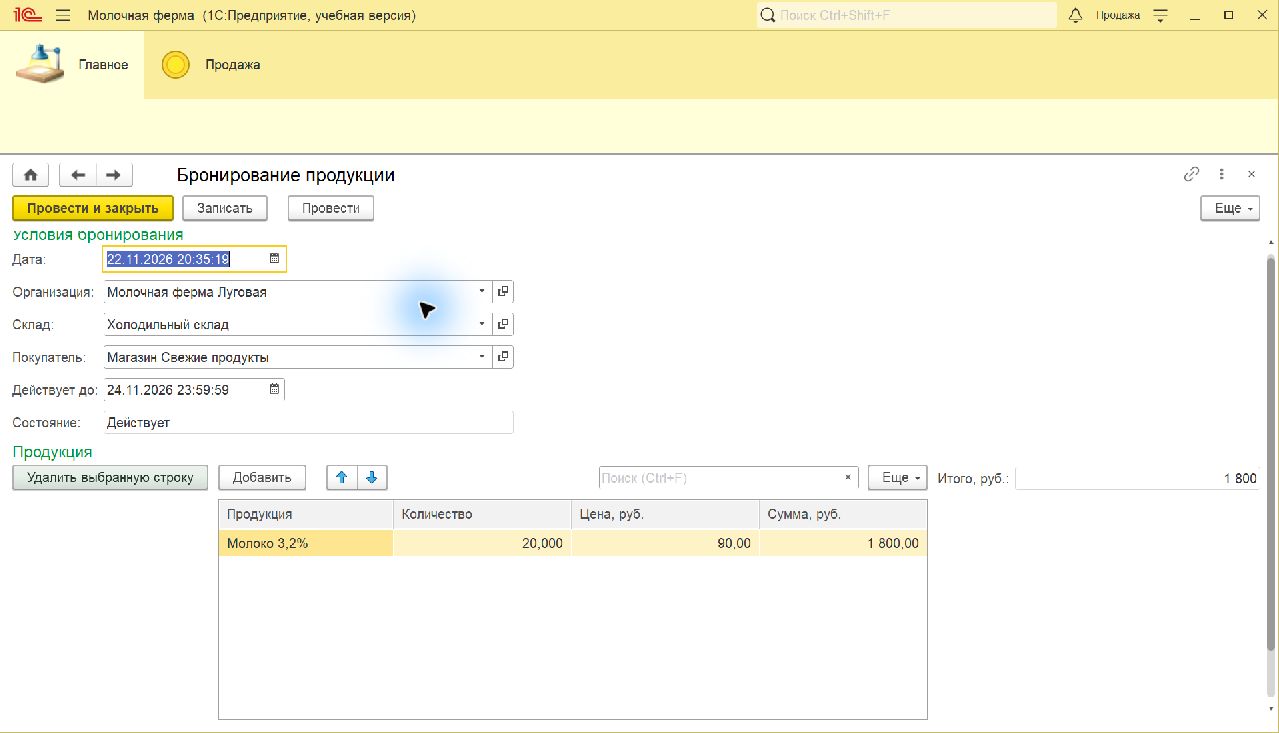 1С Молочная ферма (1С:Предприятие, учебная версия) Поиск Ctrl+Shift+F Продажа
Главное Продажа
Бронирование продукции
Провести и закрыть Записать Провести Еще
Условия бронирования
Дата: 22.11.2026 20:35:19
Организация: Молочная ферма Луговая
Склад: Холодильный склад
Покупатель: Магазин Свежие продукты
Действует до: 24.11.2026 23:59:59
Состояние: Действует
Продукция
Удалить выбранную строку Добавить Поиск (Ctrl+F) Еще Итого, руб.: 1 800
Продукция Количество Цена, руб. Сумма, руб.
Молоко 3,2% 20,000 90,00 1 800,00